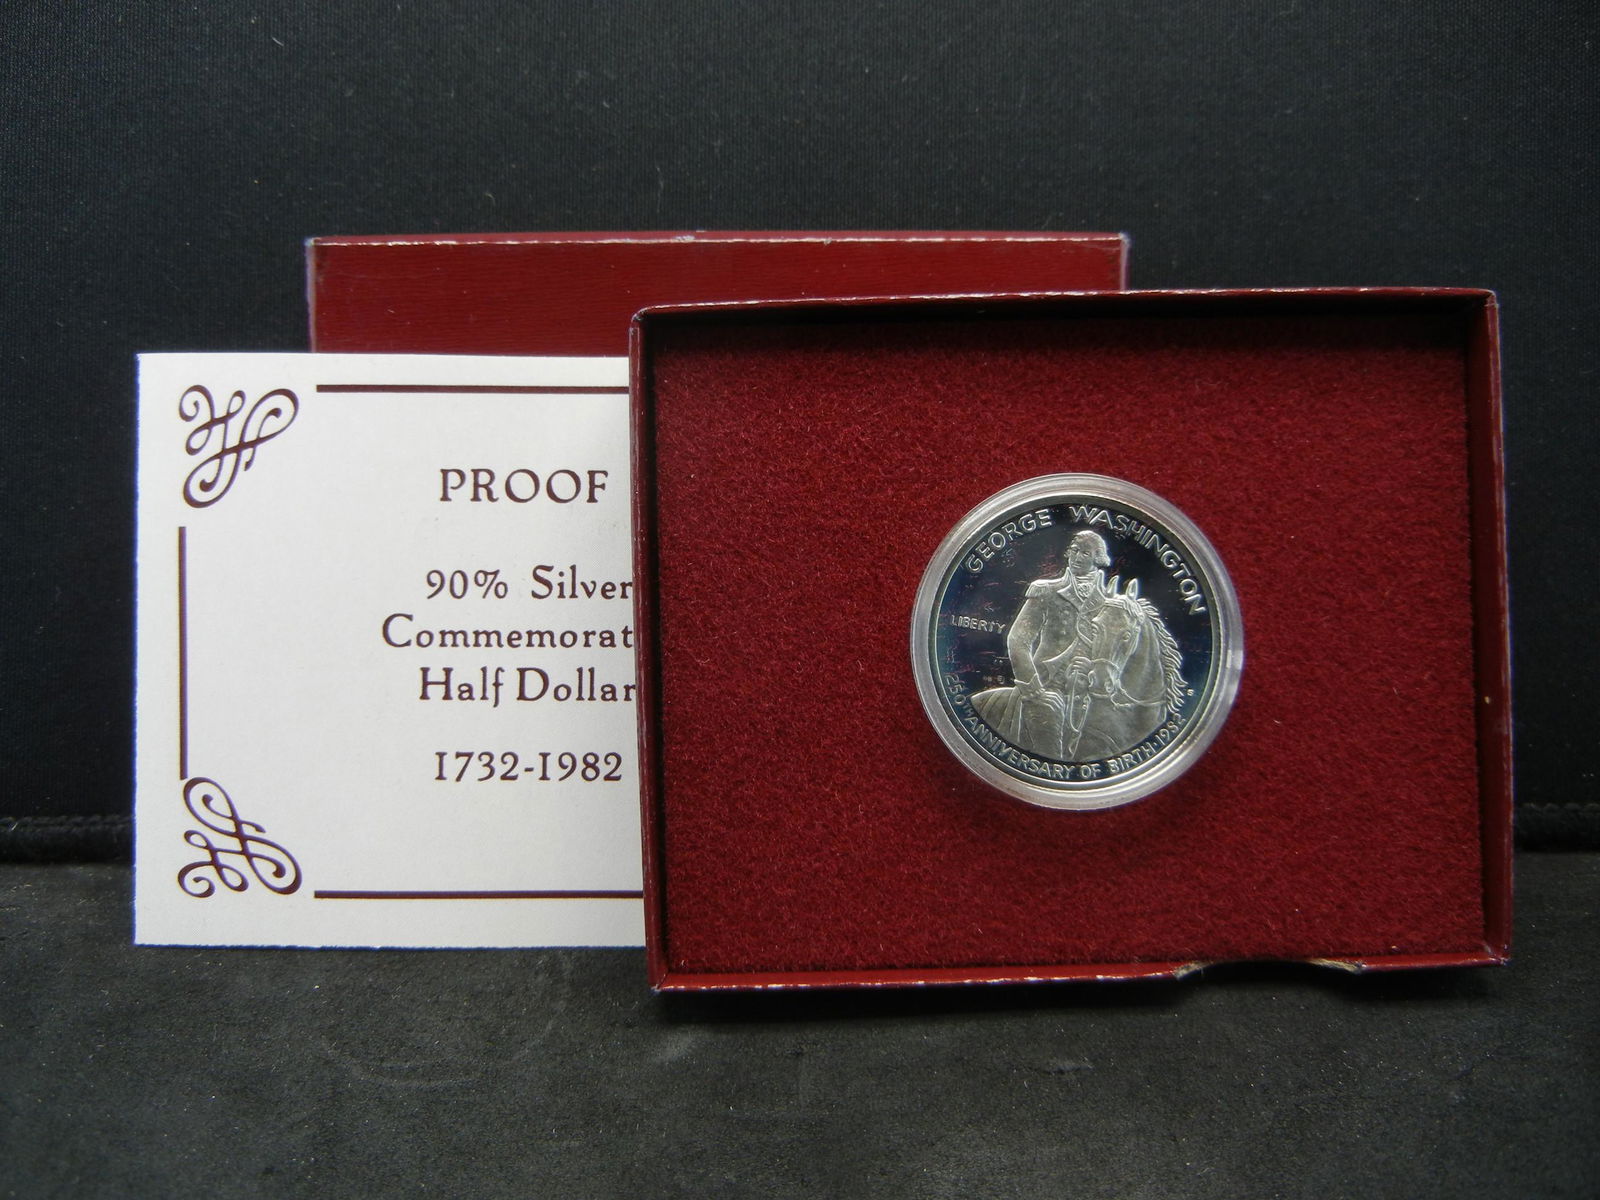 PROOF
90% Silver
Commemorat
Half Dollar
1732-1982
GEORGE WASHINGTON
LIBERTY
S
250TH ANNIVERSARY OF BIRTH·1982